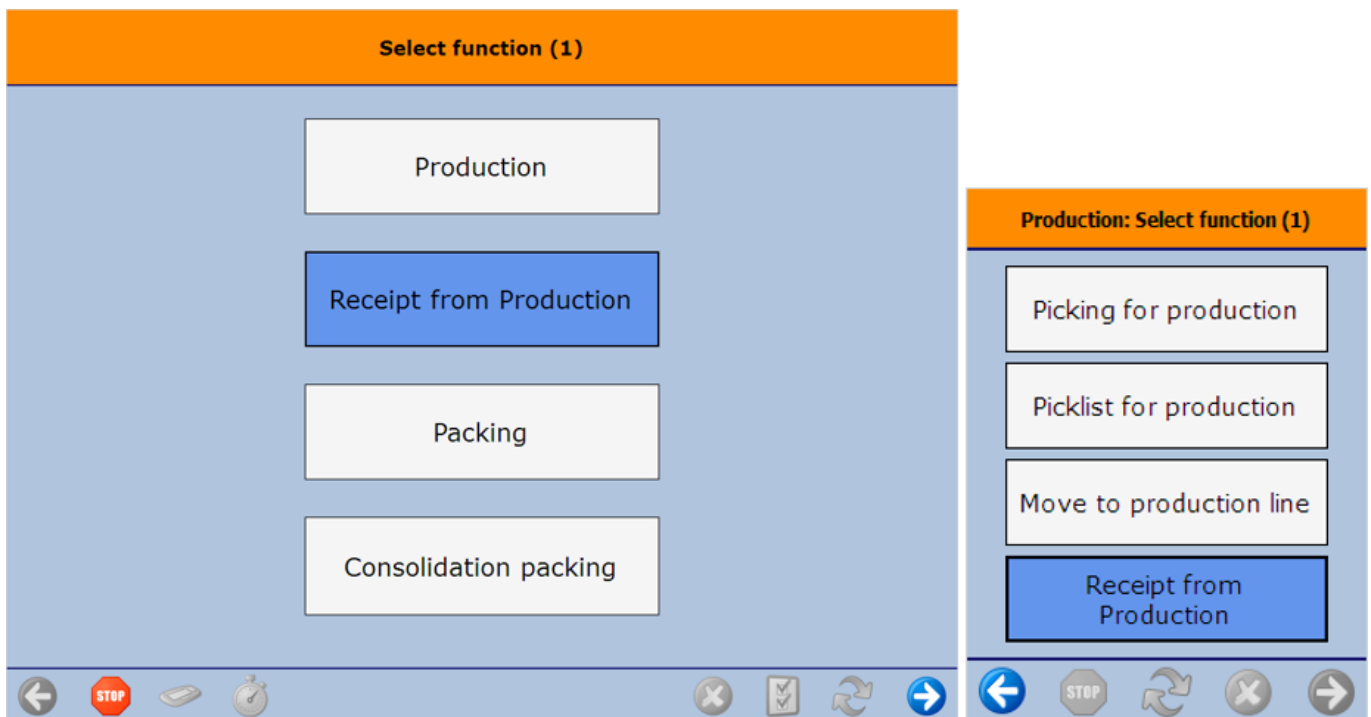 Select function (1)
Production
Receipt from Production
Packing
Consolidation packing
STOP
Production: Select function (1)
Picking for production
Picklist for production
Move to production line
Receipt from
Production
STOP